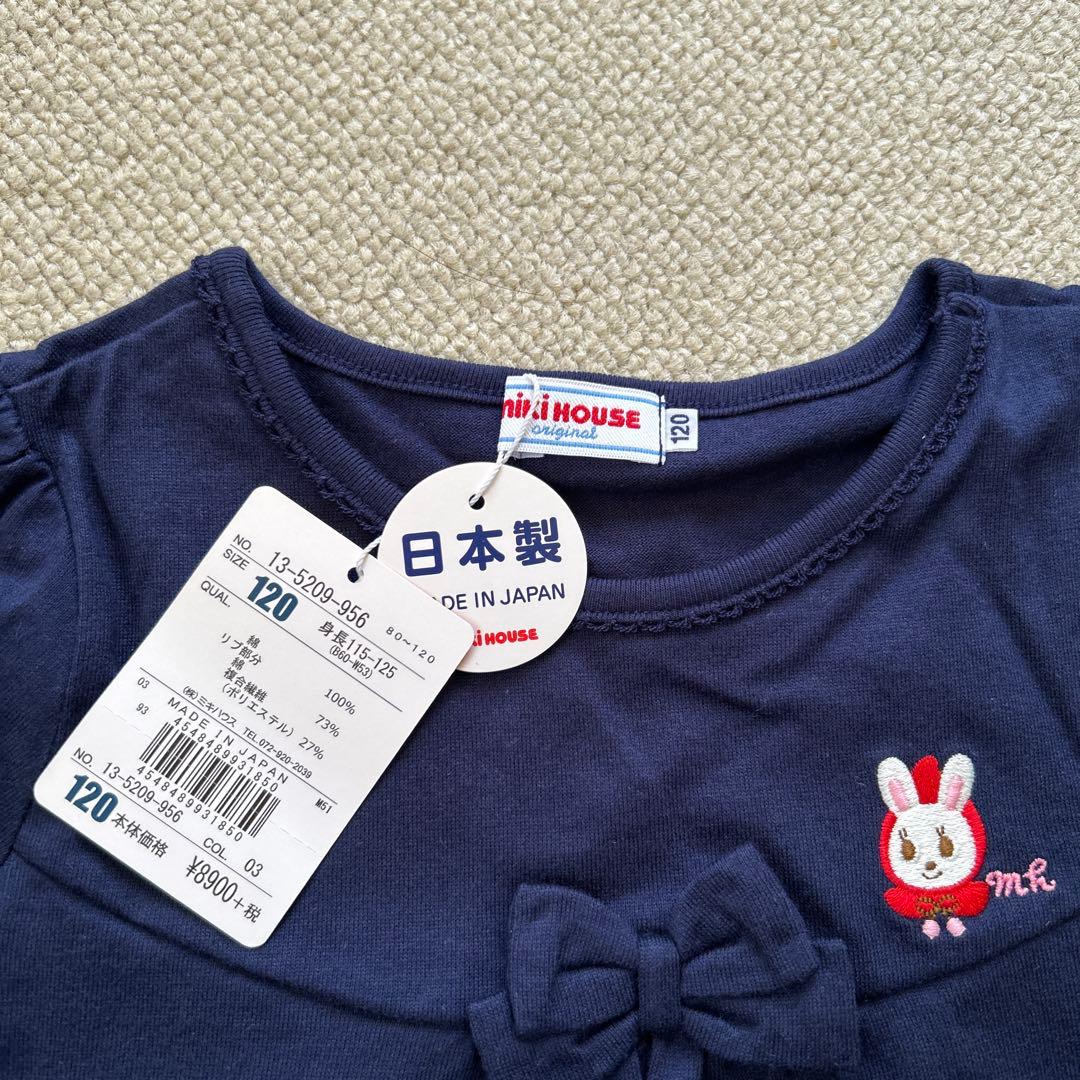 miki HOUSE
original
120
日本製
MADE IN JAPAN
miki HOUSE
NO. 13-5209-956
SIZE 120 80~120
身長115-125
(B60-W53)
QUAL.
綿 100%
リブ部分
綿 73%
複合繊維
(ポリエステル) 27%
03
93
(株)ミキハウス TEL.072-920-2039
MADE IN JAPAN
4548489931850
4548489931850
M51
NO. 13-5209-956 COL. 03
120 本体価格
¥8900+税
mh